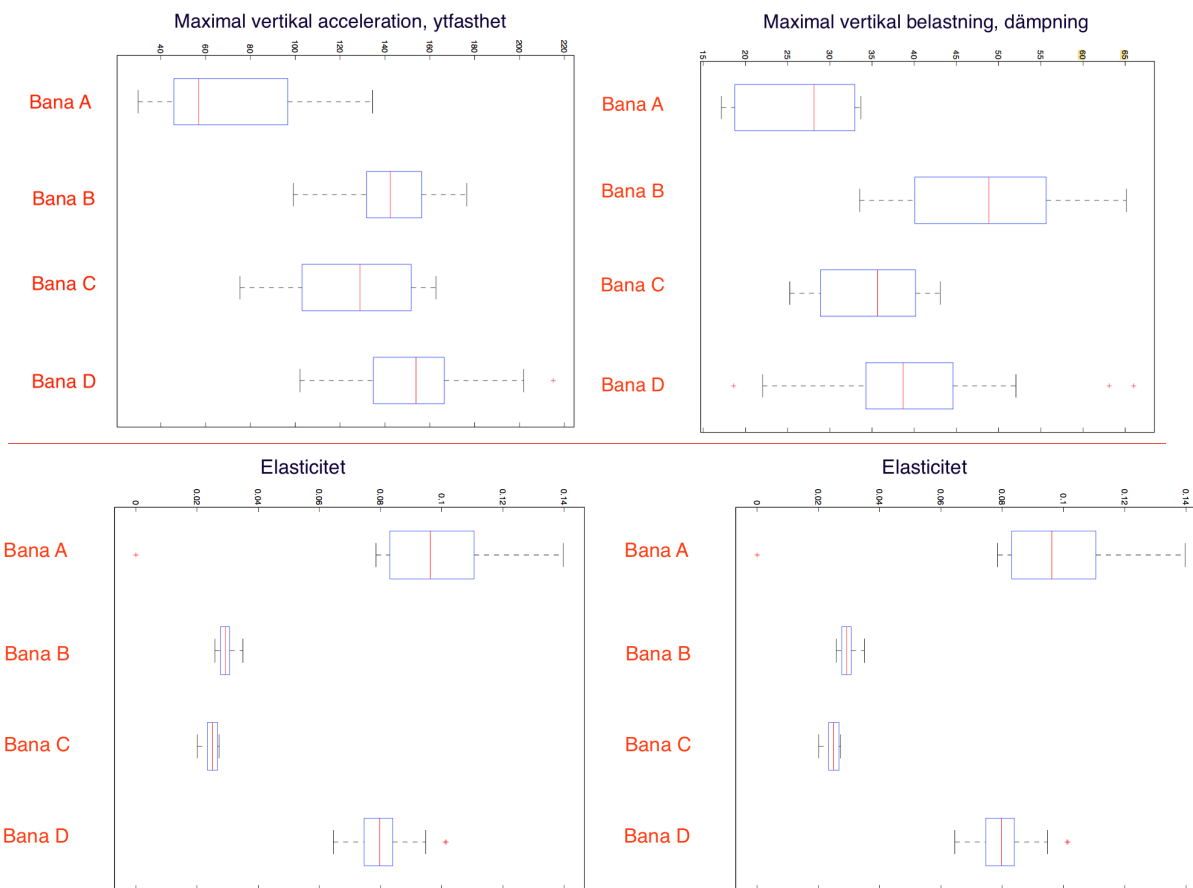 Maximal vertikal acceleration, ytfasthet
40 60 80 100 120 140 160 180 200 220
Bana A
Bana B
Bana C
Bana D
Maximal vertikal belastning, dämpning
15 20 25 30 35 40 45 50 55 60 65
Bana A
Bana B
Bana C
Bana D
Elasticitet
0 0.02 0.04 0.06 0.08 0.1 0.12 0.14
Bana A
Bana B
Bana C
Bana D
Elasticitet
0 0.02 0.04 0.06 0.08 0.1 0.12 0.14
Bana A
Bana B
Bana C
Bana D